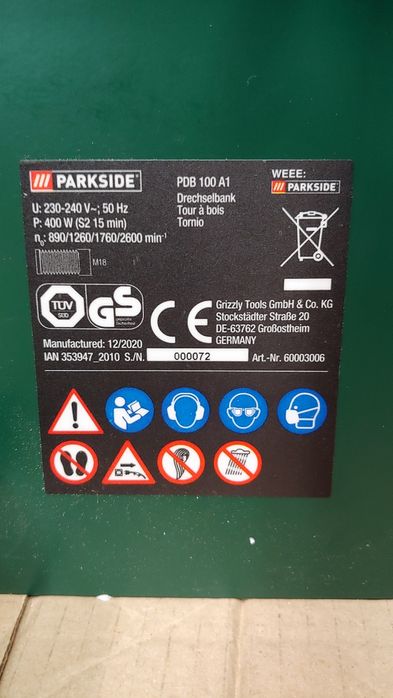 PARKSIDE®
PDB 100 A1
Drechselbank
Tour à bois
Tornio
WEEE:
PARKSIDE®
U: 230-240 V~; 50 Hz
P: 400 W (S2 15 min)
n₀: 890/1260/1760/2600 min⁻¹
M18
TÜV
SÜD
GS
geprüfte
Sicherheit
CE
Grizzly Tools GmbH & Co. KG
Stockstädter Straße 20
DE-63762 Großostheim
GERMANY
Manufactured: 12/2020
IAN 353947_2010 S./N. 000072 Art.-Nr. 60003006